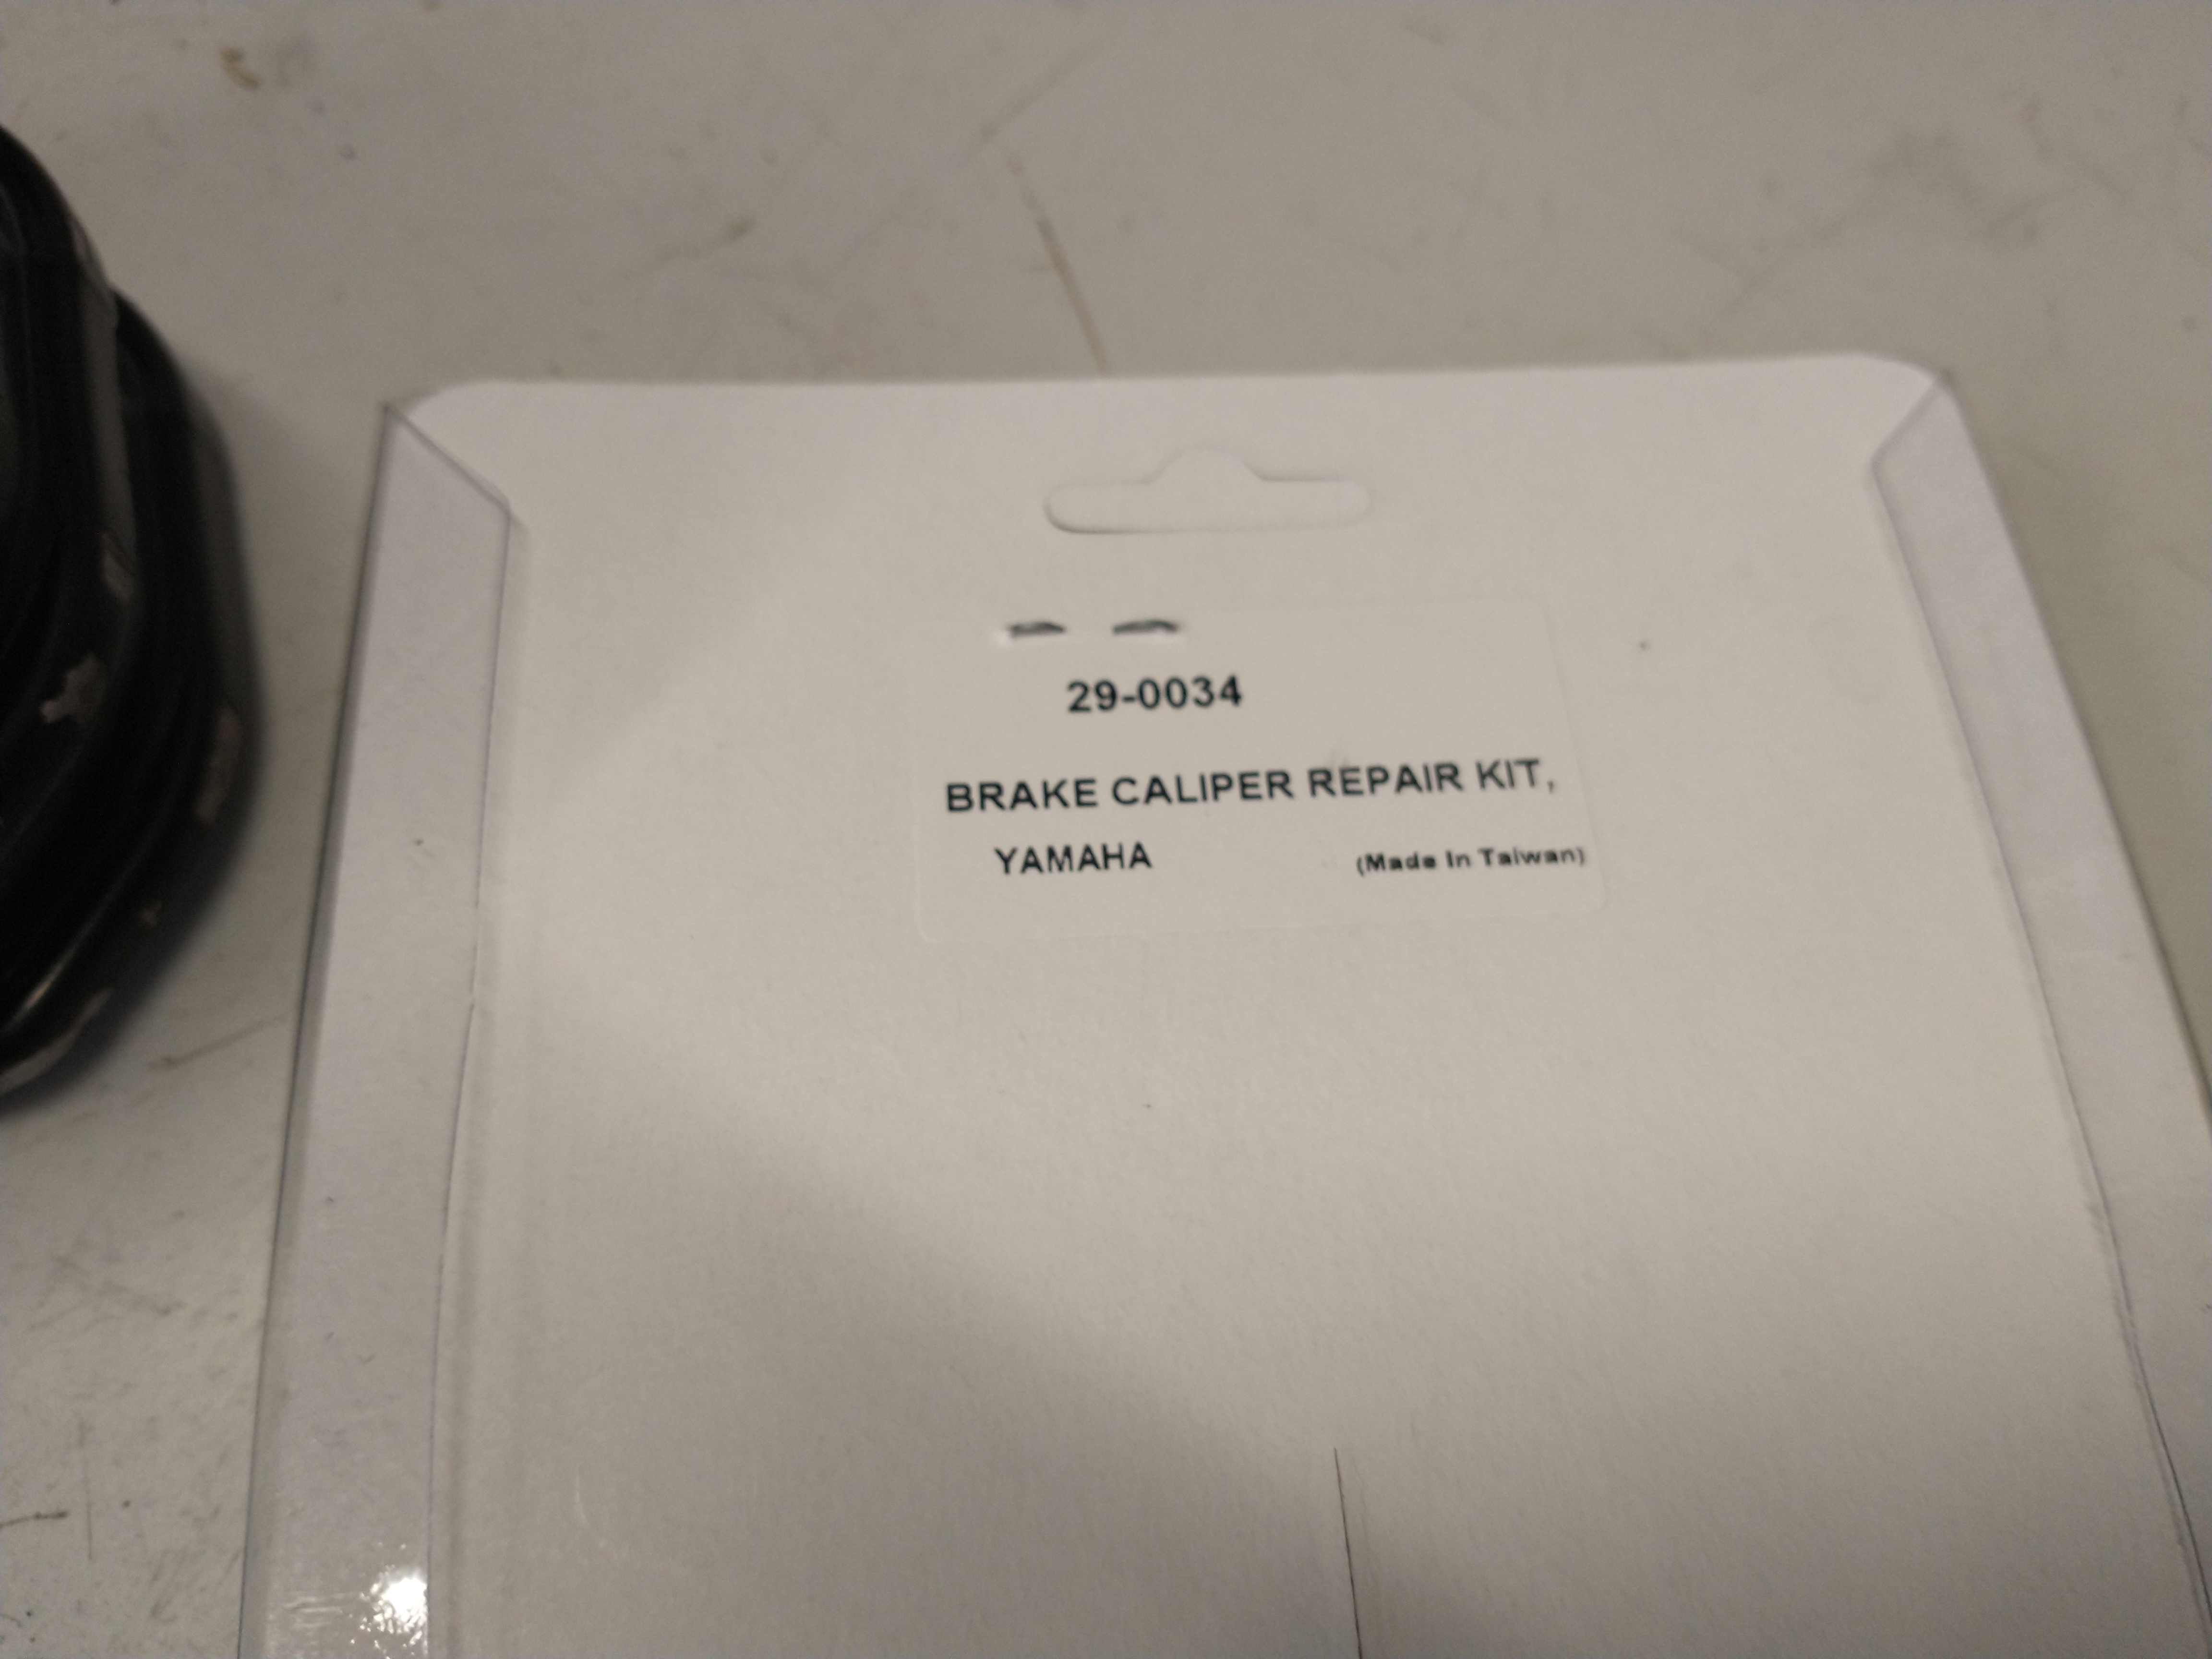 29-0034
BRAKE CALIPER REPAIR KIT,
YAMAHA (Made In Taiwan)